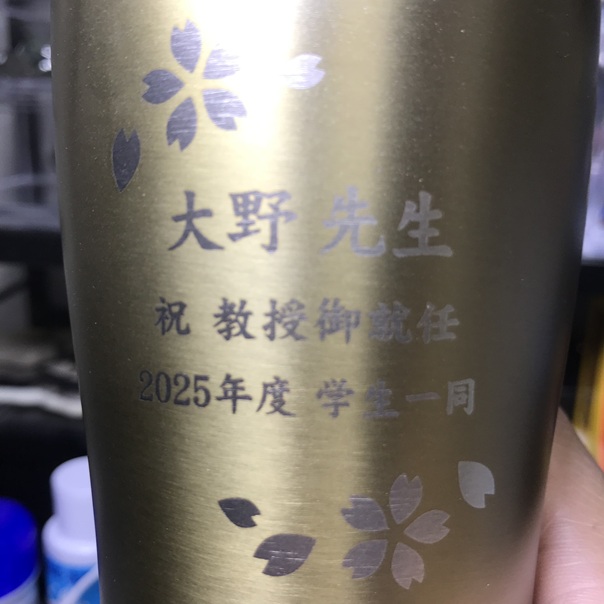 大野 先生
祝 教授御就任
2025年度 学生一同